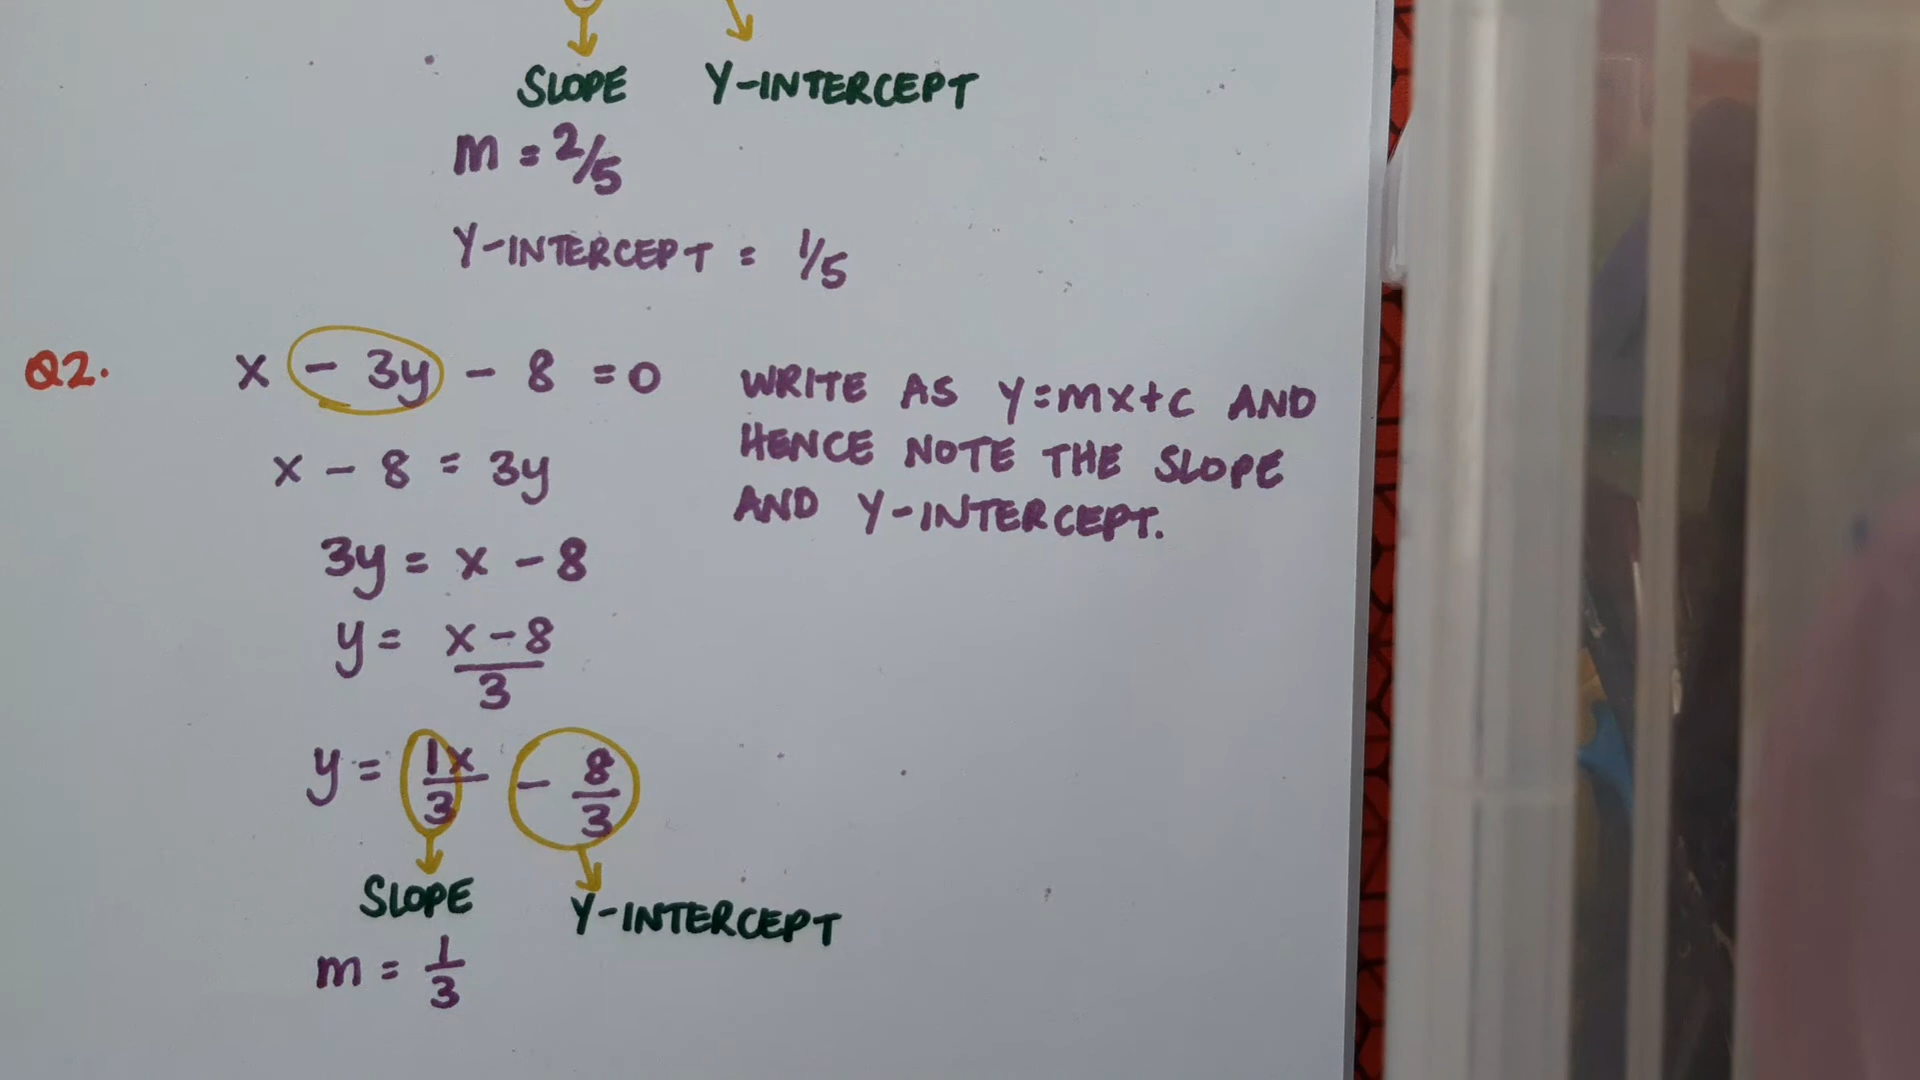 SLOPE Y-INTERCEPT
m = 2/5
Y-INTERCEPT = 1/5
Q2. x - 3y - 8 = 0
WRITE AS Y=mx+c AND
HENCE NOTE THE SLOPE
AND Y-INTERCEPT.
x - 8 = 3y
3y = x - 8
y = x - 8
3
y = 1x - 8
3 3
SLOPE Y-INTERCEPT
m = 1
3